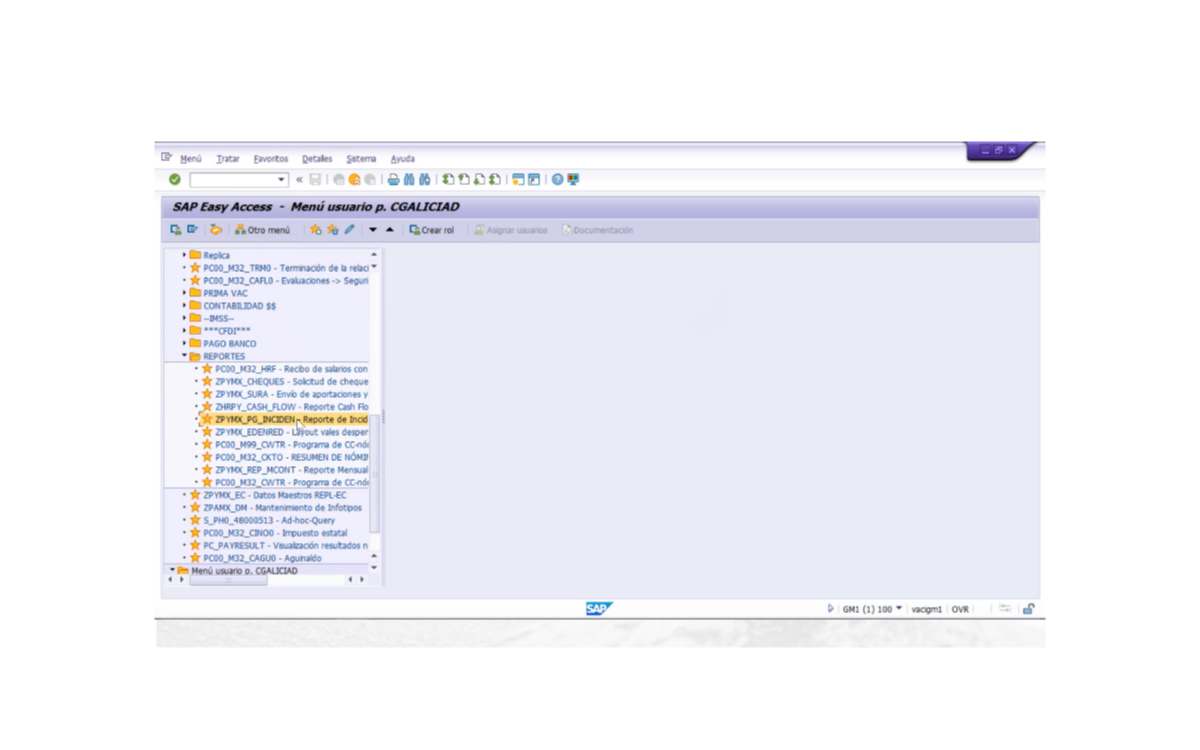 Menú Tratar Favoritos Detalles Sistema Ayuda
SAP Easy Access - Menú usuario p. CGALICIAD
Otro menú Crear rol Asignar usuarios Documentación
Replica
PC00_M32_TRM0 - Terminación de la relaci
PC00_M32_CAFL0 - Evaluaciones -> Seguri
PRIMA VAC
CONTABILIDAD $$
--IMSS--
***CFDI***
PAGO BANCO
REPORTES
PC00_M32_HRF - Recibo de salarios con
ZPYMX_CHEQUES - Solicitud de cheque
ZPYMX_SURA - Envío de aportaciones y
ZHRPY_CASH_FLOW - Reporte Cash Flo
ZPYMX_PG_INCIDEN - Reporte de Incid
ZPYMX_EDENRED - Layout vales despen
PC00_M99_CWTR - Programa de CC-nón
PC00_M32_CKTO - RESUMEN DE NÓMIN
ZPYMX_REP_MCONT - Reporte Mensual
PC00_M32_CWTR - Programa de CC-nón
ZPYMX_EC - Datos Maestros REPL-EC
ZPAMX_DM - Mantenimiento de Infotipos
S_PH0_48000513 - Ad-hoc-Query
PC00_M32_CINO0 - Impuesto estatal
PC_PAYRESULT - Visualización resultados n
PC00_M32_CAGU0 - Aguinaldo
Menú usuario p. CGALICIAD
SAP
GM1 (1) 100 vacigm1 OVR